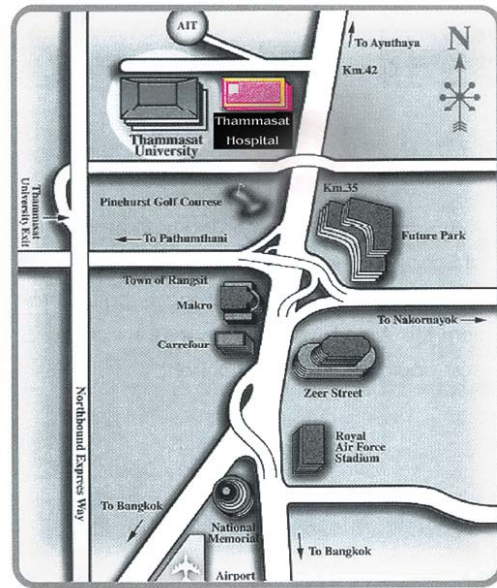 AIT
To Ayuthaya
N
Km.42
Thammasat
Hospital
Thammasat
University
Thammasat
University Exit
Km.35
Pinehurst Golf Courese
Future Park
To Pathumthani
Town of Rangsit
Makro
To Nakornayok
Carrefour
Zeer Street
Northbound Exprees Way
Royal
Air Force
Stadium
To Bangkok
National
Memorial
To Bangkok
Airport